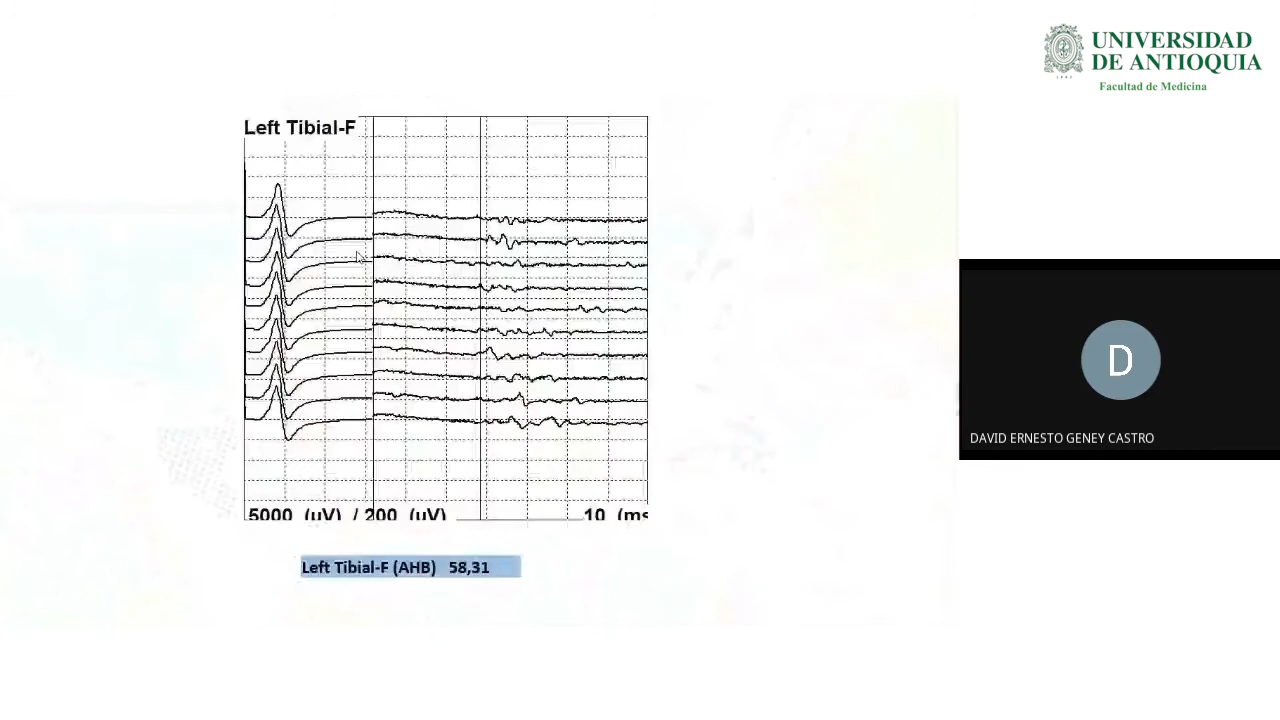 UNIVERSIDAD
DE ANTIOQUIA
Facultad de Medicina
1803
Left Tibial-F
5000 (uV) / 200 (uV) 10 (ms
Left Tibial-F (AHB) 58,31
D
DAVID ERNESTO GENEY CASTRO